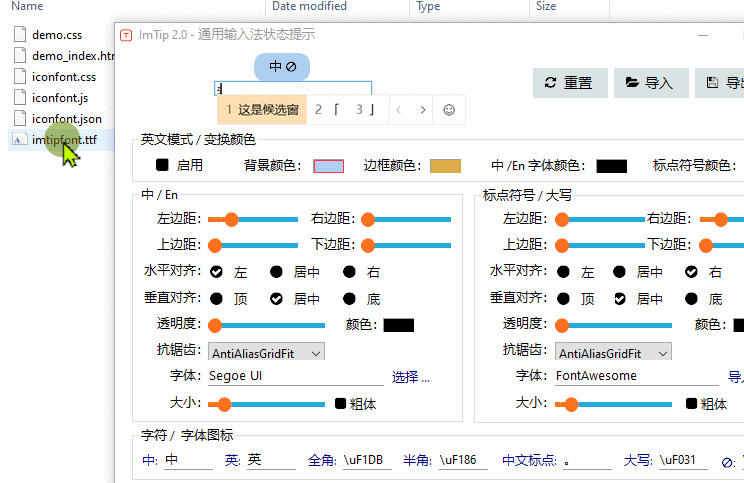 Name Date modified Type Size
demo.css
demo_index.htm
iconfont.css
iconfont.js
iconfont.json
imtipfont.ttf
ImTip 2.0 - 通用输入法状态提示
中
重置 导入 导出
1 这是候选窗 2 「 3 」
英文模式 / 变换颜色
启用 背景颜色: 边框颜色: 中 /En 字体颜色: 标点符号颜色:
中 / En
左边距: 右边距:
上边距: 下边距:
水平对齐: 左 居中 右
垂直对齐: 顶 居中 底
透明度: 颜色:
抗锯齿: AntiAliasGridFit
字体: Segoe UI 选择 ...
大小: 粗体
标点符号 / 大写
左边距: 右边距:
上边距: 下边距:
水平对齐: 左 居中 右
垂直对齐: 顶 居中 底
透明度: 颜色:
抗锯齿: AntiAliasGridFit
字体: FontAwesome 导入
大小: 粗体
字符 / 字体图标
中: 中 英: 英 全角: \uF1DB 半角: \uF186 中文标点: 。 大写: \uF031